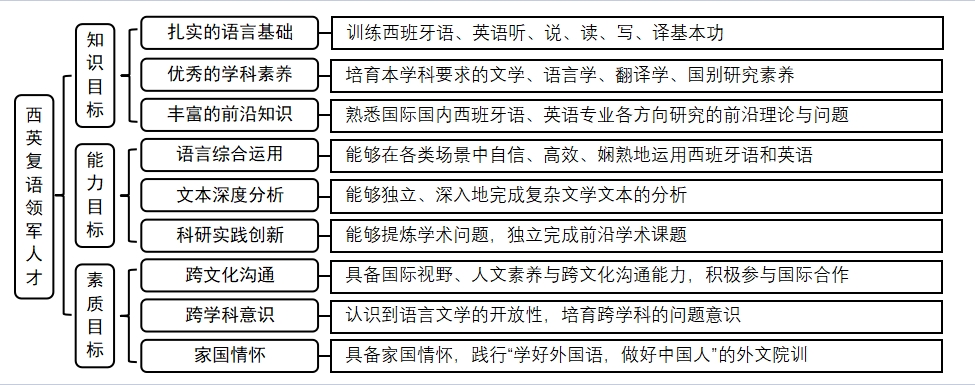 西英复语领军人才
知识目标
扎实的语言基础
训练西班牙语、英语听、说、读、写、译基本功
优秀的学科素养
培育本学科要求的文学、语言学、翻译学、国别研究素养
丰富的前沿知识
熟悉国际国内西班牙语、英语专业各方向研究的前沿理论与问题
能力目标
语言综合运用
能够在各类场景中自信、高效、娴熟地运用西班牙语和英语
文本深度分析
能够独立、深入地完成复杂文学文本的分析
科研实践创新
能够提炼学术问题，独立完成前沿学术课题
素质目标
跨文化沟通
具备国际视野、人文素养与跨文化沟通能力，积极参与国际合作
跨学科意识
认识到语言文学的开放性，培育跨学科的问题意识
家国情怀
具备家国情怀，践行“学好外国语，做好中国人”的外文院训